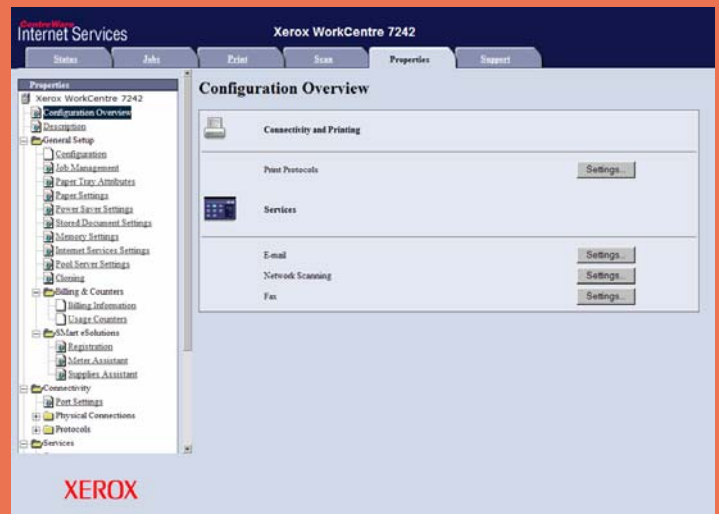 CentreWare
Internet Services
Xerox WorkCentre 7242
Status
Jobs
Print
Scan
Properties
Support
Properties
Xerox WorkCentre 7242
Configuration Overview
Description
General Setup
Configuration
Job Management
Paper Tray Attributes
Paper Settings
Power Saver Settings
Stored Document Settings
Memory Settings
Internet Services Settings
Pool Server Settings
Cloning
Billing & Counters
Billing Information
Usage Counters
SMart eSolutions
Registration
Meter Assistant
Supplies Assistant
Connectivity
Port Settings
Physical Connections
Protocols
Services
Configuration Overview
Connectivity and Printing
Print Protocols
Settings...
Services
E-mail
Settings...
Network Scanning
Settings...
Fax
Settings...
XEROX